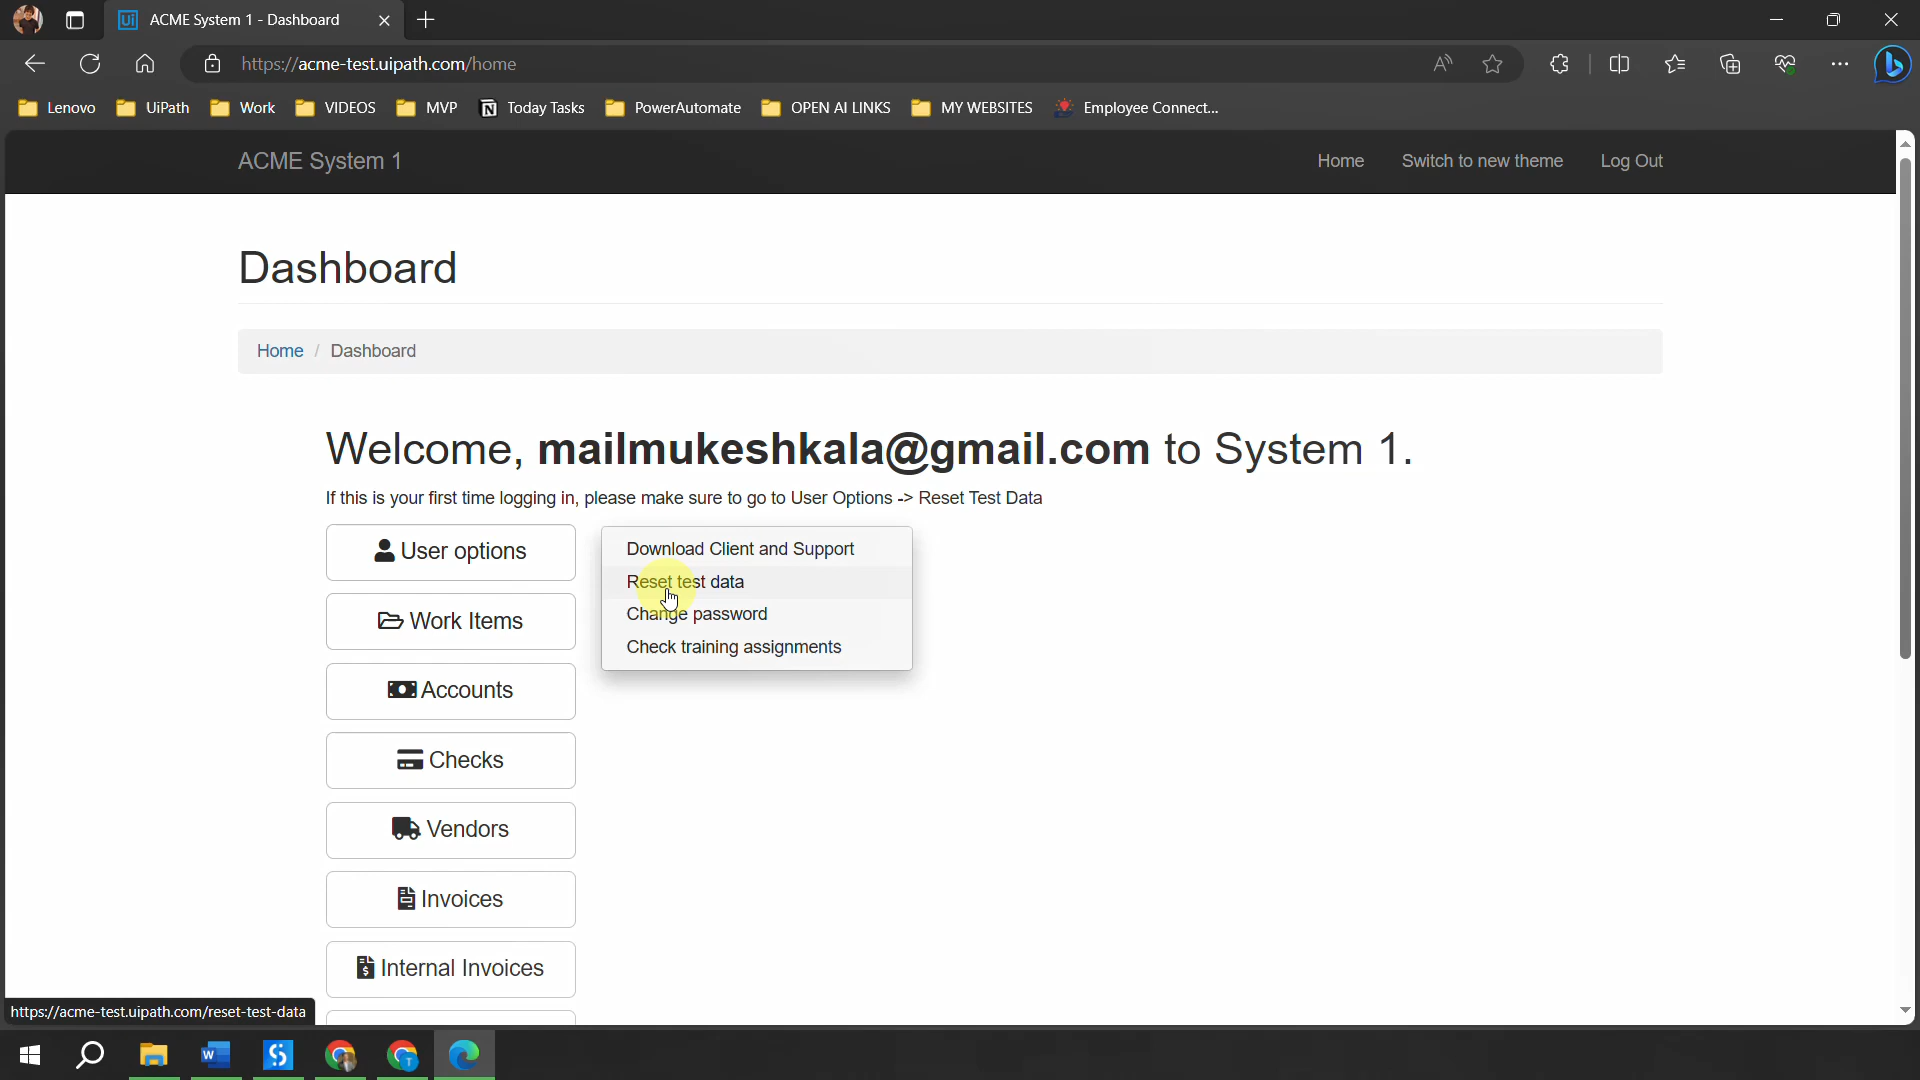 ACME System 1 - Dashboard
https://acme-test.uipath.com/home
Lenovo UiPath Work VIDEOS MVP Today Tasks PowerAutomate OPEN AI LINKS MY WEBSITES Employee Connect...
ACME System 1 Home Switch to new theme Log Out
Dashboard
Home / Dashboard
Welcome, mailmukeshkala@gmail.com to System 1.
If this is your first time logging in, please make sure to go to User Options -> Reset Test Data
User options
Download Client and Support
Reset test data
Change password
Check training assignments
Work Items
Accounts
Checks
Vendors
Invoices
Internal Invoices
https://acme-test.uipath.com/reset-test-data